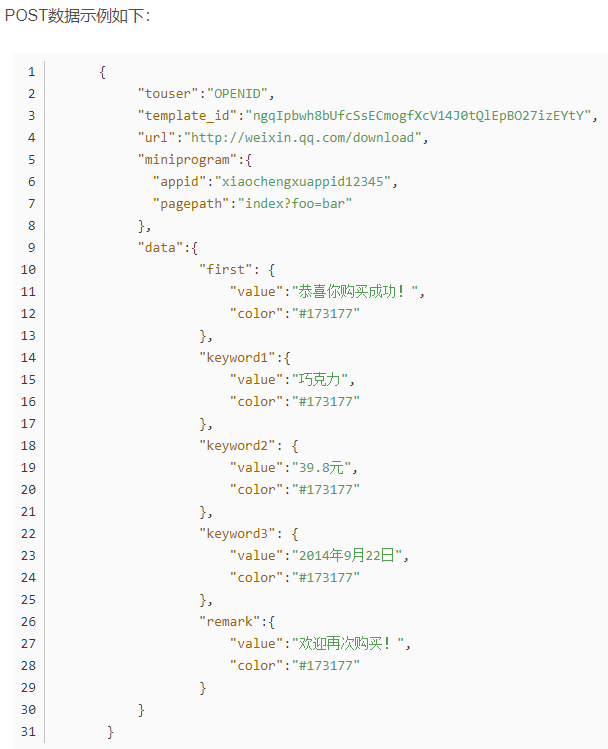 POST数据示例如下：
1 {
2 "touser":"OPENID",
3 "template_id":"ngqIpbwh8bUfcSsECmogfXcV14J0tQlEpBO27izEYtY",
4 "url":"http://weixin.qq.com/download",
5 "miniprogram":{
6 "appid":"xiaochengxuappid12345",
7 "pagepath":"index?foo=bar"
8 },
9 "data":{
10 "first": {
11 "value":"恭喜你购买成功！",
12 "color":"#173177"
13 },
14 "keyword1":{
15 "value":"巧克力",
16 "color":"#173177"
17 },
18 "keyword2": {
19 "value":"39.8元",
20 "color":"#173177"
21 },
22 "keyword3": {
23 "value":"2014年9月22日",
24 "color":"#173177"
25 },
26 "remark":{
27 "value":"欢迎再次购买！",
28 "color":"#173177"
29 }
30 }
31 }